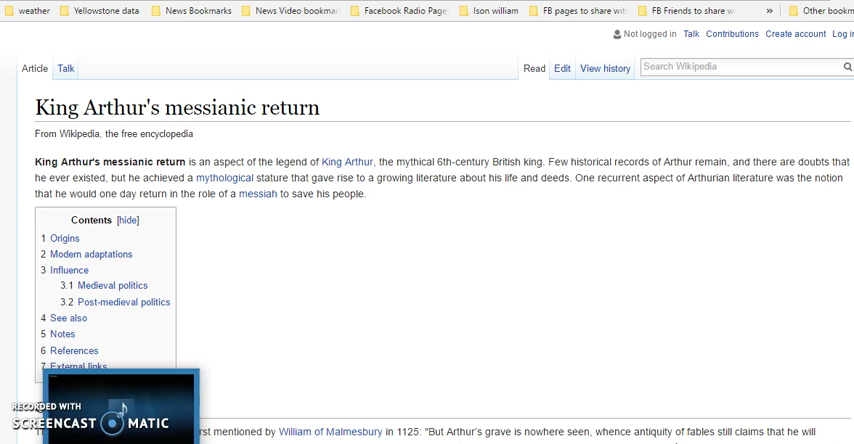 weather Yellowstone data News Bookmarks News Video bookmar Facebook Radio Page Ison william FB pages to share wit FB Friends to share w » Other bookm
Not logged in Talk Contributions Create account Log in
Article Talk Read Edit View history Search Wikipedia
King Arthur's messianic return
From Wikipedia, the free encyclopedia
King Arthur's messianic return is an aspect of the legend of King Arthur, the mythical 6th-century British king. Few historical records of Arthur remain, and there are doubts that
he ever existed, but he achieved a mythological stature that gave rise to a growing literature about his life and deeds. One recurrent aspect of Arthurian literature was the notion
that he would one day return in the role of a messiah to save his people.
Contents [hide]
1 Origins
2 Modern adaptations
3 Influence
3.1 Medieval politics
3.2 Post-medieval politics
4 See also
5 Notes
6 References
7 External links
RECORDED WITH
SCREENCAST MATIC
rst mentioned by William of Malmesbury in 1125: "But Arthur's grave is nowhere seen, whence antiquity of fables still claims that he will